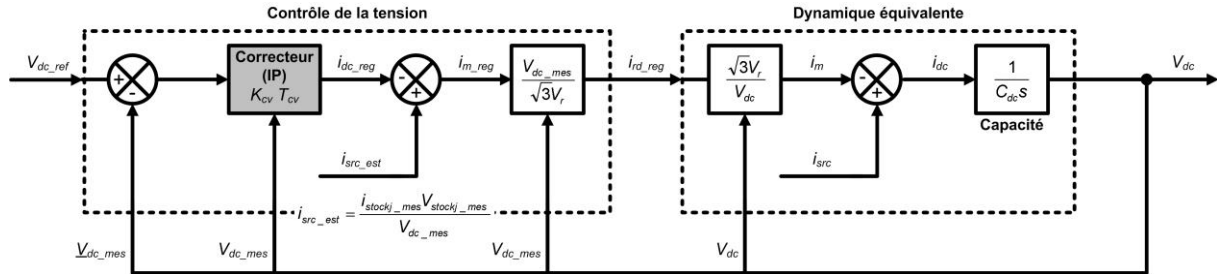 Contrôle de la tension
Dynamique équivalente
V_dc_ref
+
-
Correcteur
(IP)
K_cv T_cv
i_dc_reg
-
+
i_m_reg
V_dc_mes
√3V_r
i_rd_reg
√3V_r
V_dc
i_m
-
+
i_dc
1
C_dc s
Capacité
V_dc
i_src_est
i_src
i_src_est = i_stockj_mes V_stockj_mes
V_dc_mes
V_dc_mes
V_dc_mes
V_dc_mes
V_dc